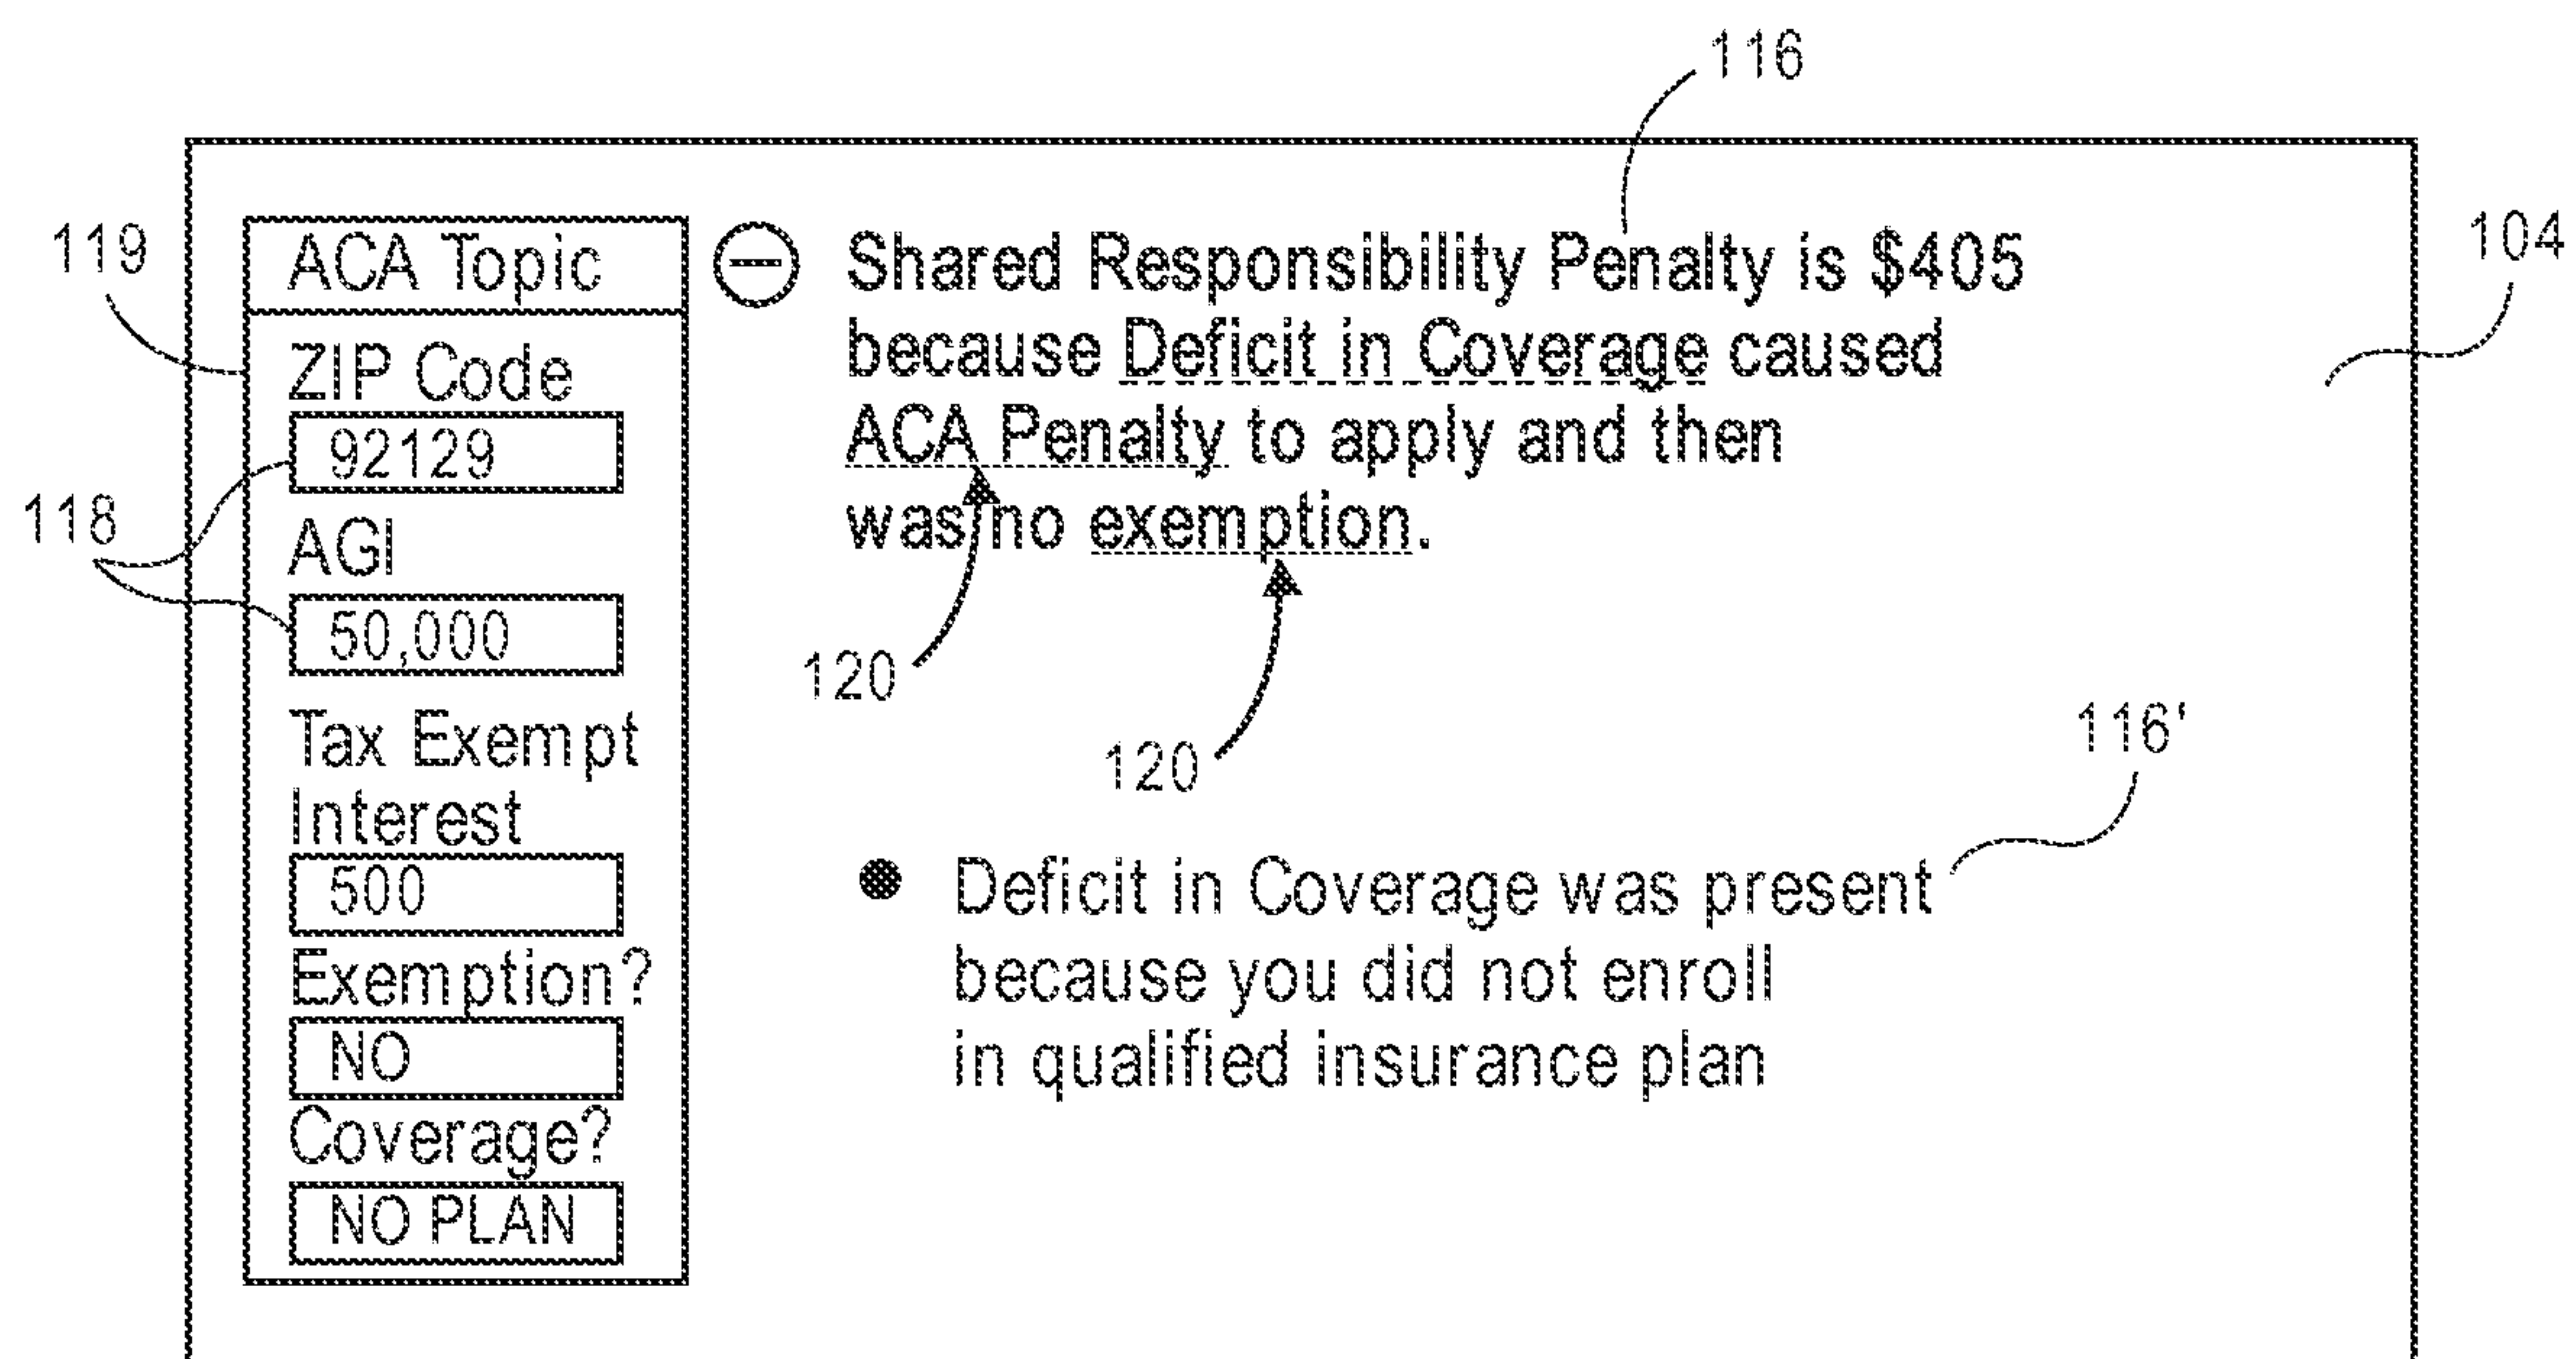 116
119
104
118
ACA Topic
ZIP Code
92129
AGI
50,000
Tax Exempt
Interest
500
Exemption?
NO
Coverage?
NO PLAN
Shared Responsibility Penalty is $405
because Deficit in Coverage caused
ACA Penalty to apply and then
was no exemption.
120
120
116'
• Deficit in Coverage was present
because you did not enroll
in qualified insurance plan